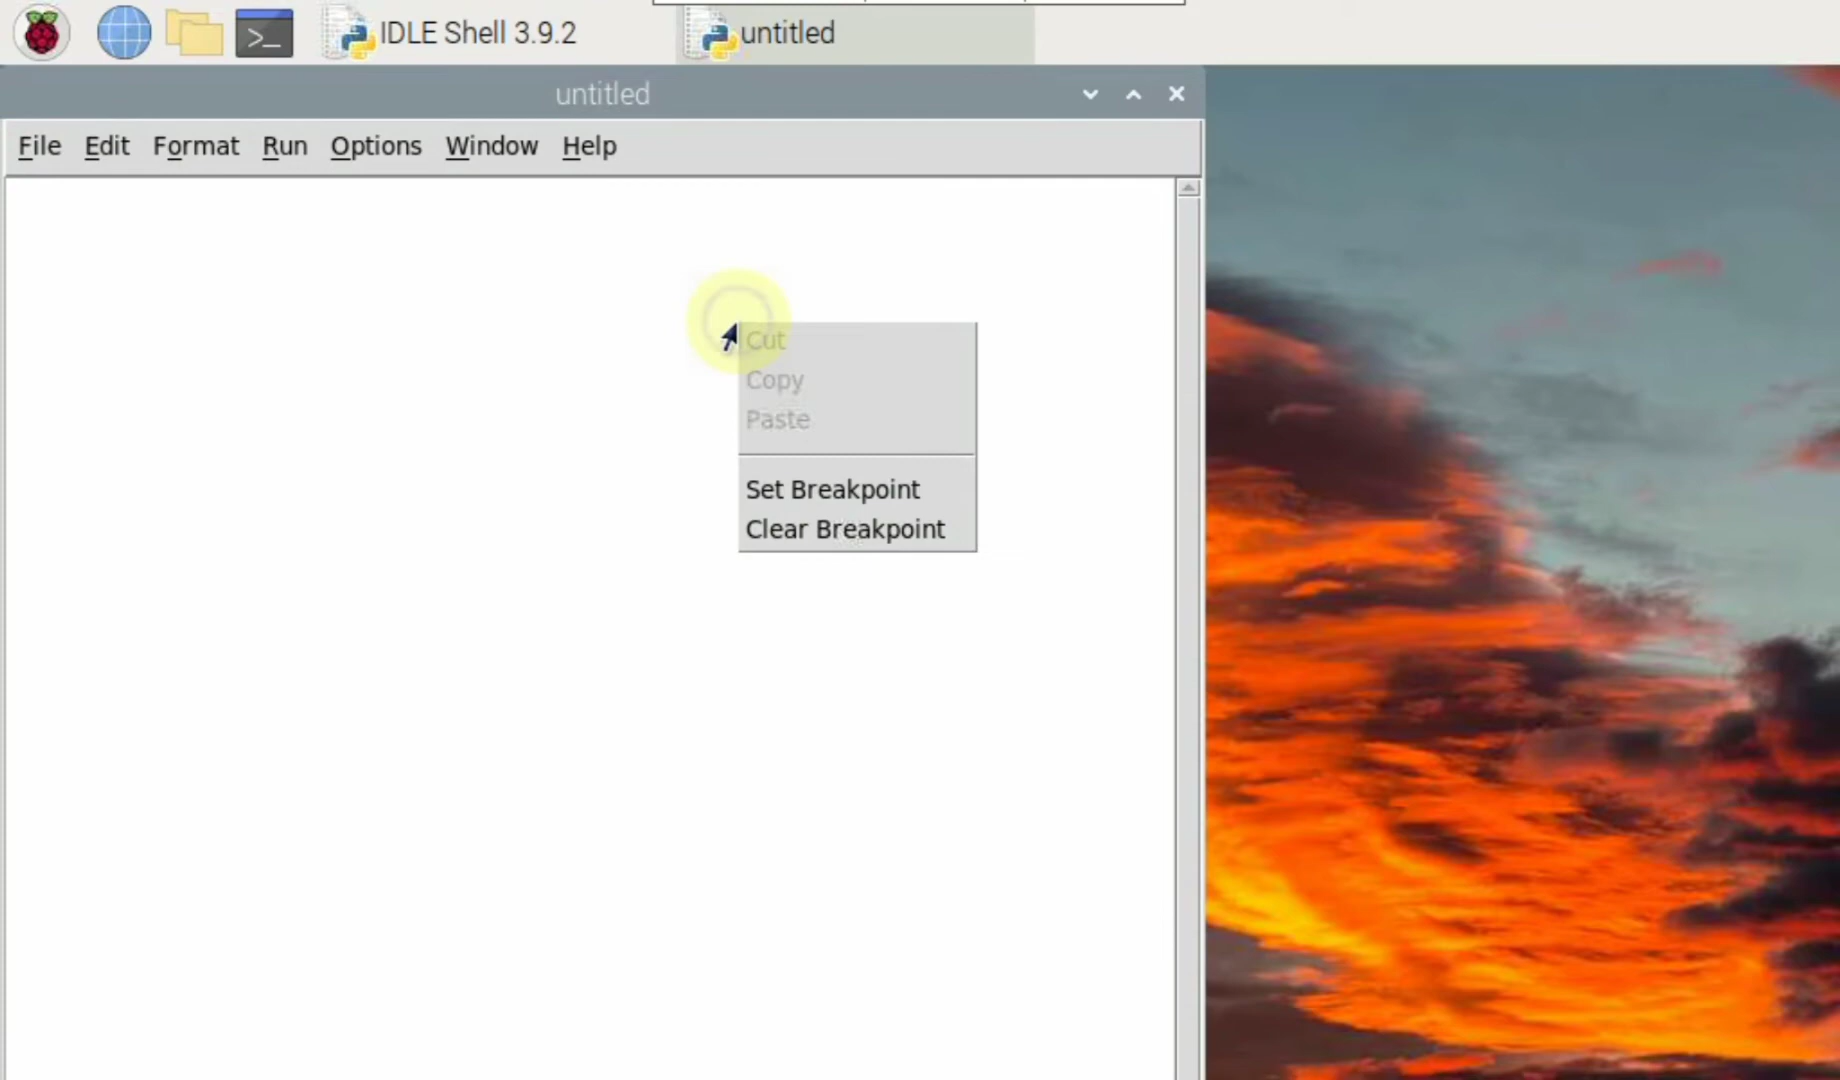 IDLE Shell 3.9.2
untitled
untitled
File Edit Format Run Options Window Help
Cut
Copy
Paste
Set Breakpoint
Clear Breakpoint